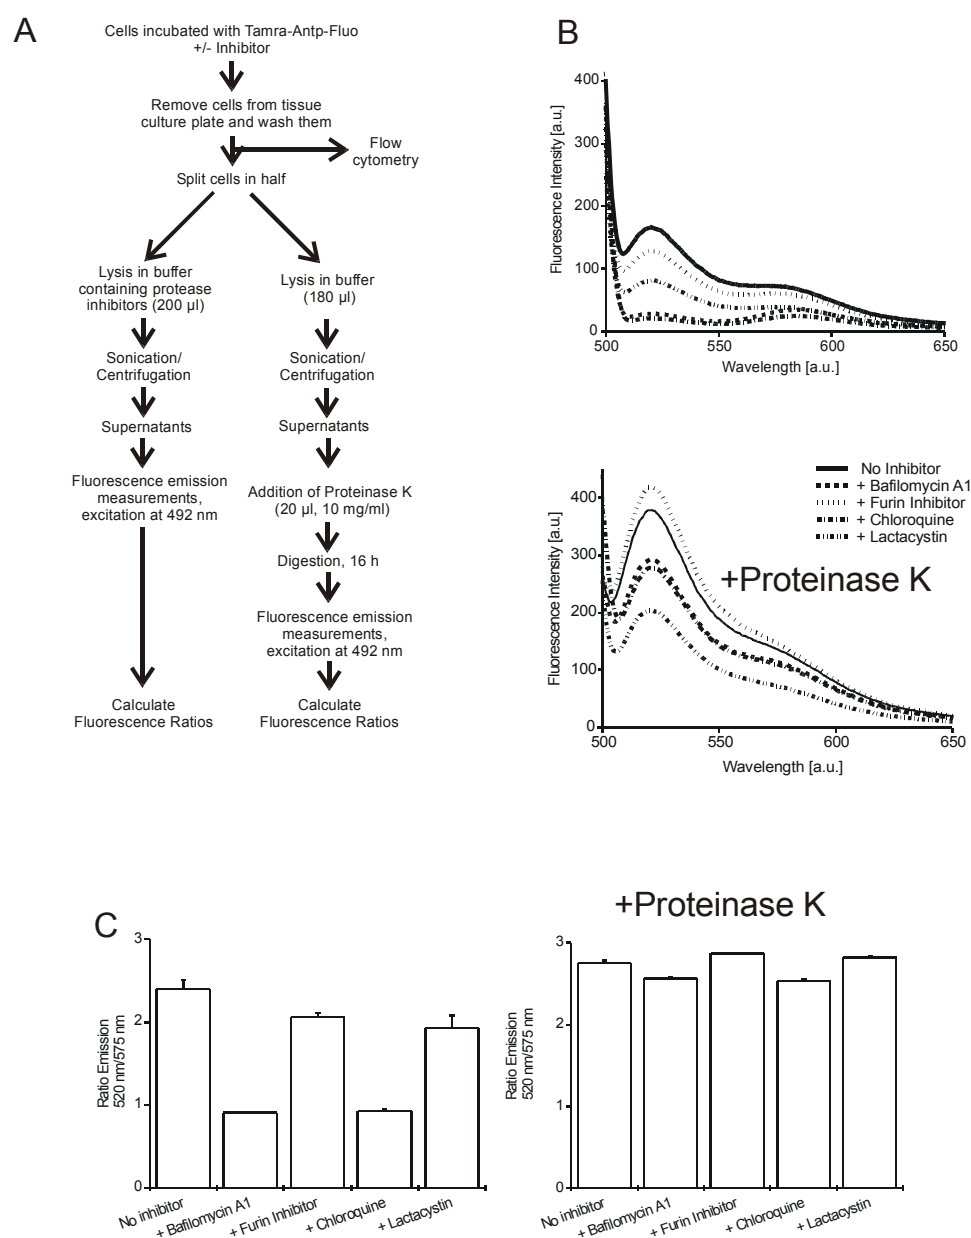 A
Cells incubated with Tamra-Antp-Fluo
+/- Inhibitor
Remove cells from tissue
culture plate and wash them
Flow
cytometry
Split cells in half
Lysis in buffer
containing protease
inhibitors (200 µl)
Sonication/
Centrifugation
Supernatants
Fluorescence emission
measurements,
excitation at 492 nm
Calculate
Fluorescence Ratios
Lysis in buffer
(180 µl)
Sonication/
Centrifugation
Supernatants
Addition of Proteinase K
(20 µl, 10 mg/ml)
Digestion, 16 h
Fluorescence emission
measurements,
excitation at 492 nm
Calculate
Fluorescence Ratios
B
Fluorescence Intensity [a.u.]
400
300
200
100
0
500
550
600
650
Wavelength [a.u.]
No Inhibitor
+ Bafilomycin A1
+ Furin Inhibitor
+ Chloroquine
+ Lactacystin
+Proteinase K
Fluorescence Intensity [a.u.]
400
300
200
100
0
500
550
600
650
Wavelength [a.u.]
C
Ratio Emission
520 nm/575 nm
3
2
1
0
No inhibitor
+ Bafilomycin A1
+ Furin Inhibitor
+ Chloroquine
+ Lactacystin
+Proteinase K
Ratio Emission
520 nm/575 nm
3
2
1
0
No inhibitor
+ Bafilomycin A1
+ Furin Inhibitor
+ Chloroquine
+ Lactacystin